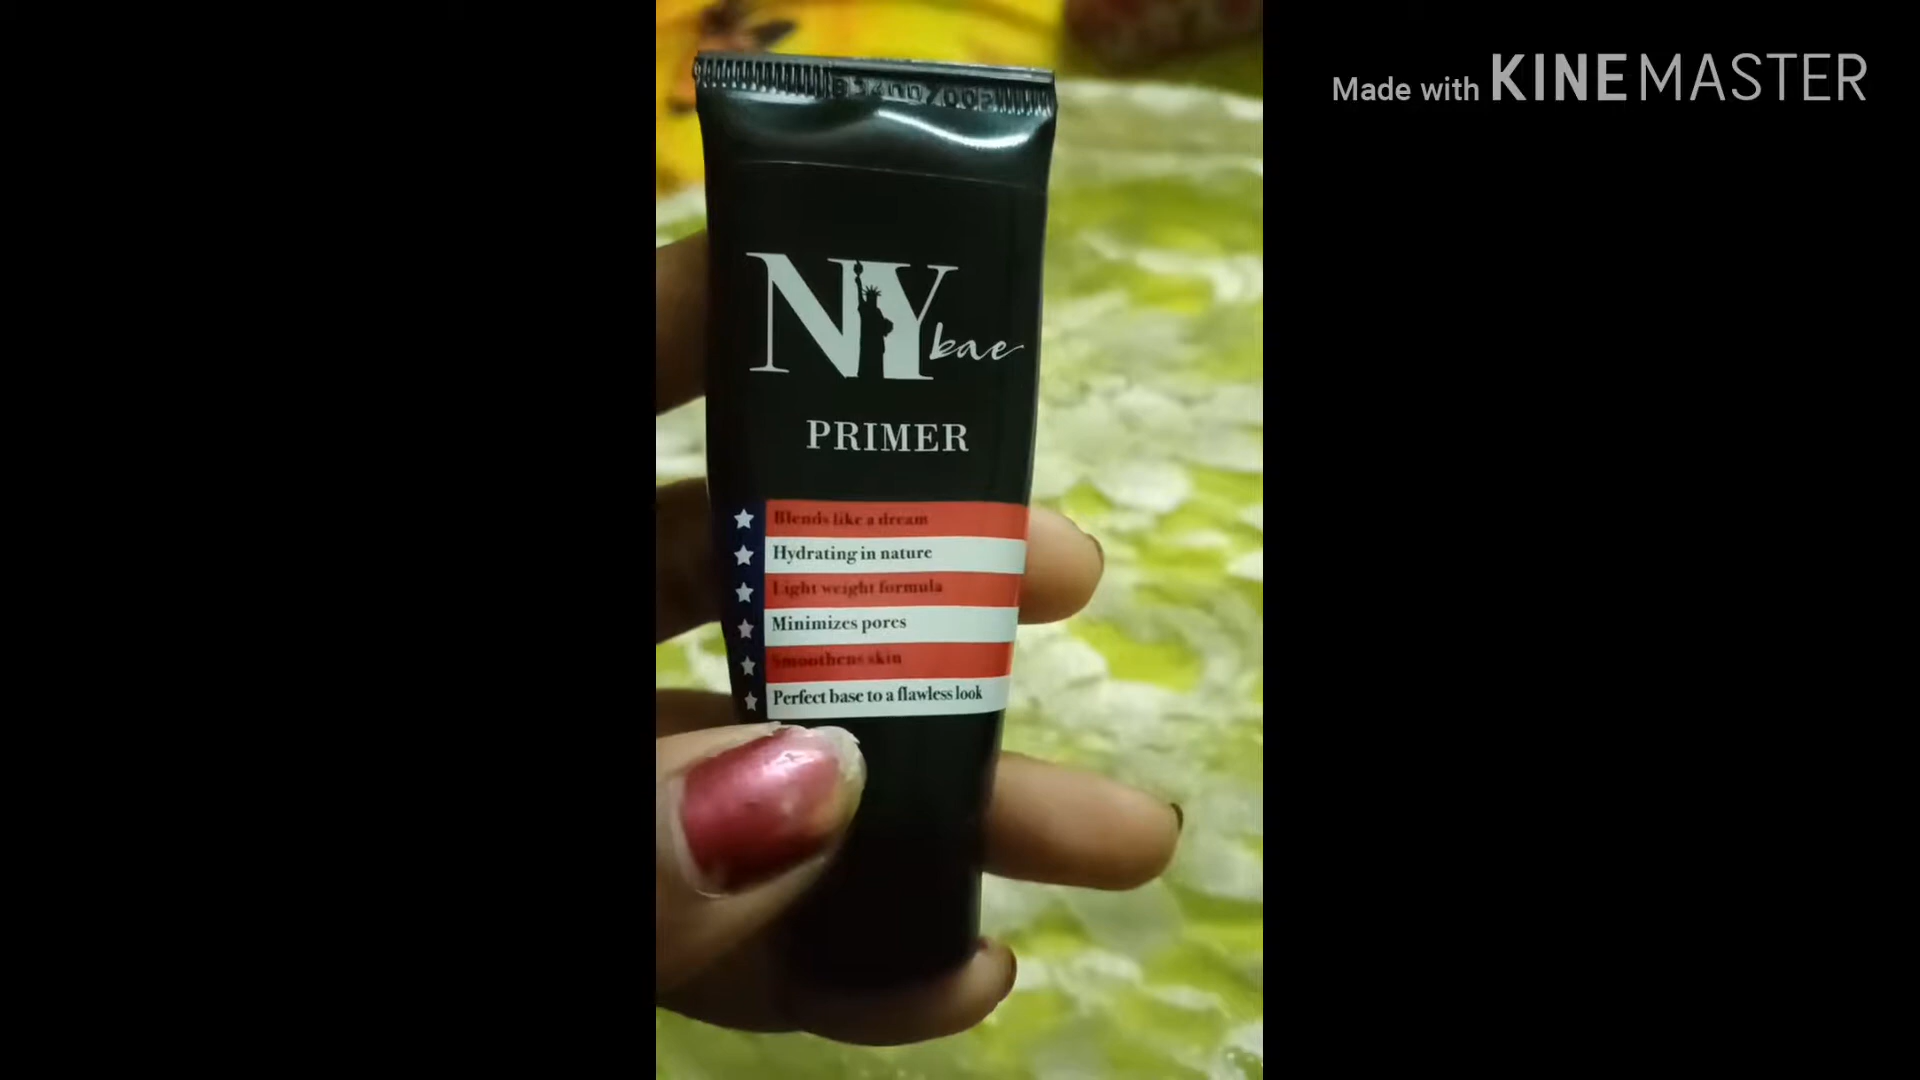 Made with KINEMASTER
NY bae
PRIMER
Blends like a dream
Hydrating in nature
Light weight formula
Minimizes pores
Smoothens skin
Perfect base to a flawless look